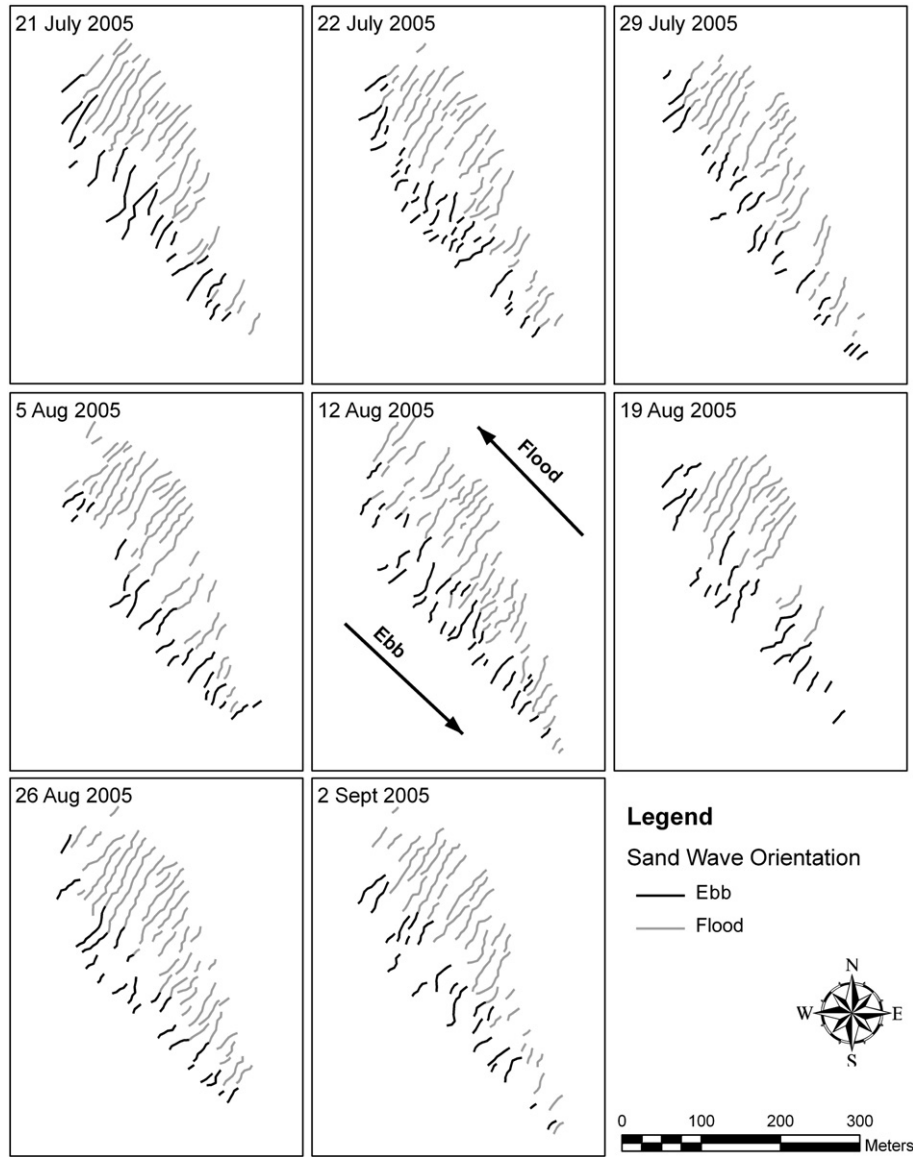 21 July 2005
22 July 2005
29 July 2005
5 Aug 2005
12 Aug 2005
Flood
Ebb
19 Aug 2005
26 Aug 2005
2 Sept 2005
Legend
Sand Wave Orientation
Ebb
Flood
N
W E
S
0 100 200 300
Meters